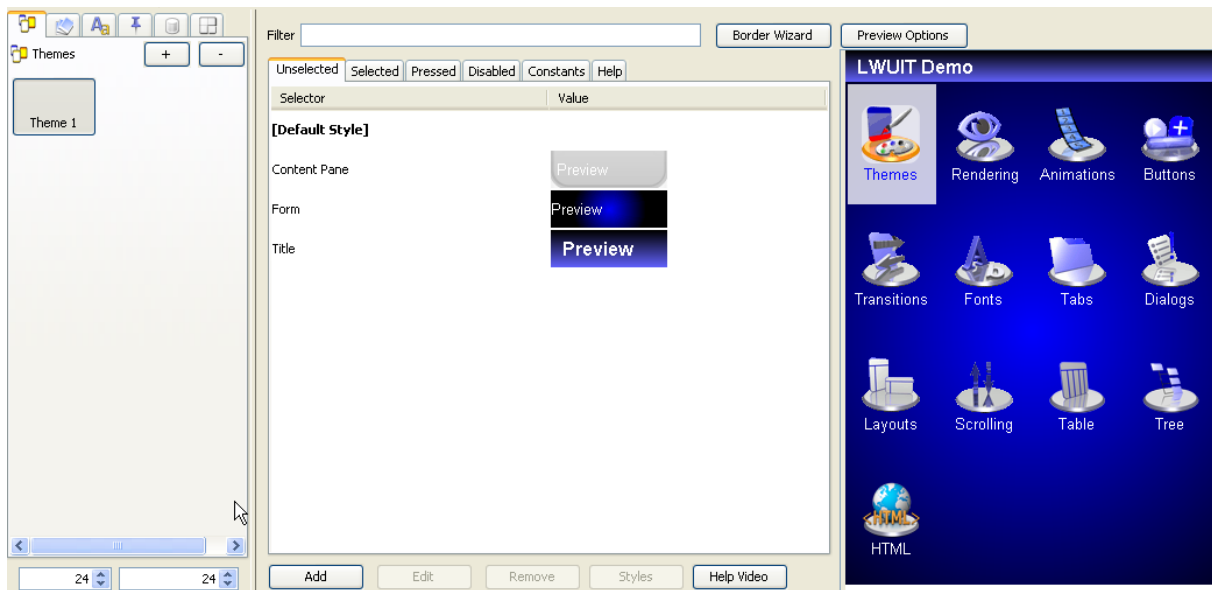 Themes
+ -
Theme 1
24 24
Filter Border Wizard
Unselected Selected Pressed Disabled Constants Help
Selector Value
[Default Style]
Content Pane Preview
Form Preview
Title Preview
Add Edit Remove Styles Help Video
Preview Options
LWUIT Demo
Themes Rendering Animations Buttons
Transitions Fonts Tabs Dialogs
Layouts Scrolling Table Tree
<HTML>
HTML